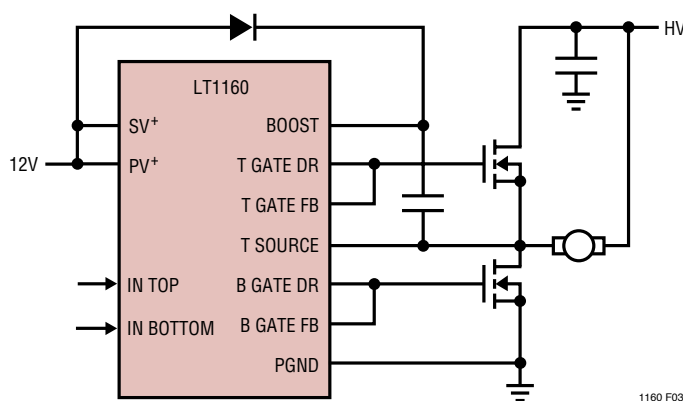 HV
LT1160
SV+
BOOST
12V
PV+
T GATE DR
T GATE FB
T SOURCE
IN TOP
B GATE DR
IN BOTTOM
B GATE FB
PGND
1160 F03